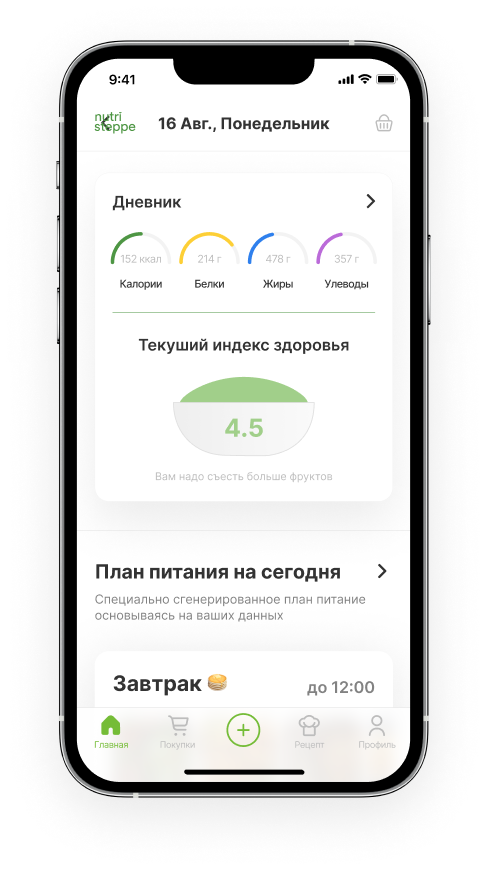 9:41
nutri
steppe
16 Авг., Понедельник
Дневник
152 ккал 214 г 478 г 357 г
Калории Белки Жиры Улеводы
Текуший индекс здоровья
4.5
Вам надо съесть больше фруктов
План питания на сегодня
Специально сгенерированное план питание
основываясь на ваших данных
Завтрак до 12:00
Главная Покупки Рецепт Профиль